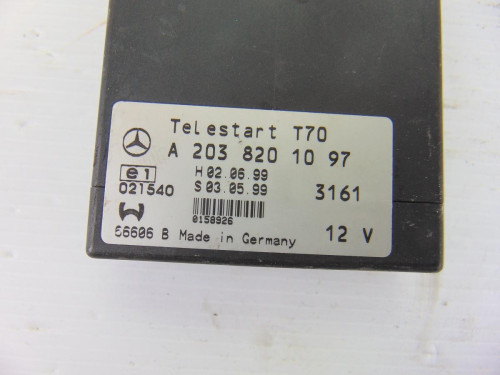 Telestart T70
A 203 820 10 97
e1
H 02.06.99
021540
S 03.05.99
3161
0158926
66606 B Made in Germany
12 V